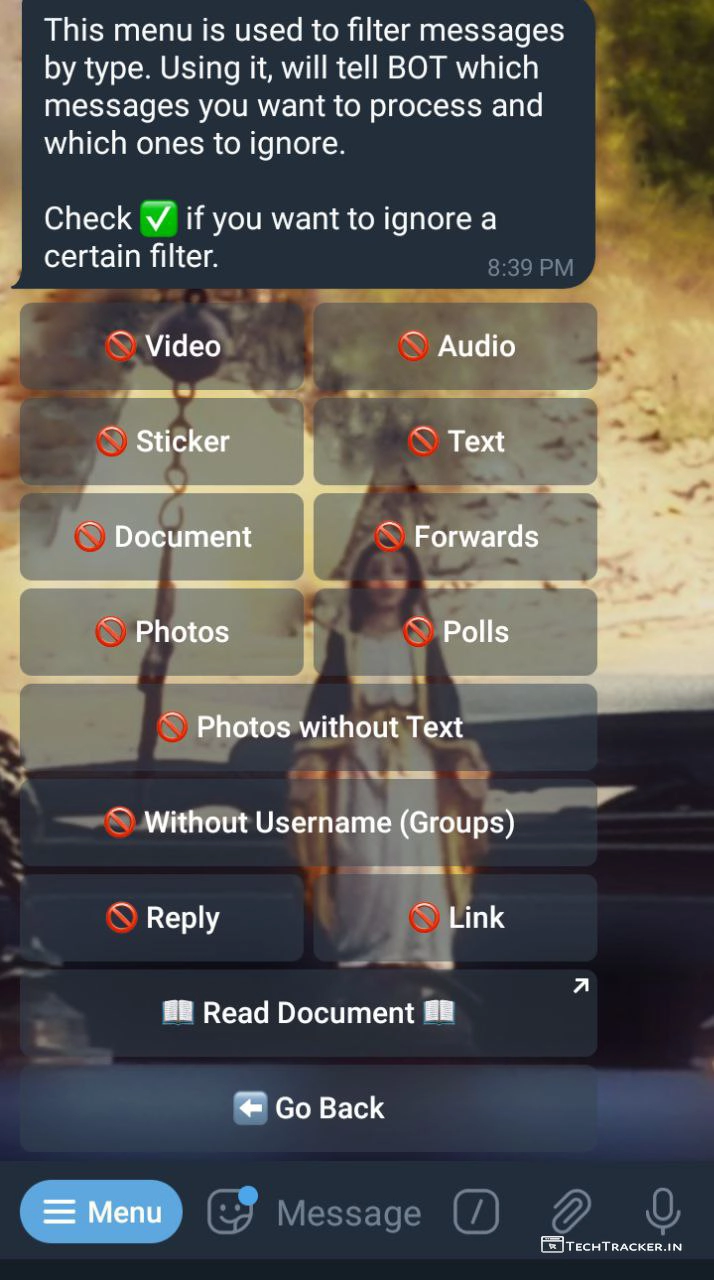 This menu is used to filter messages
by type. Using it, will tell BOT which
messages you want to process and
which ones to ignore.
Check ✅ if you want to ignore a
certain filter.
8:39 PM
🚫 Video
🚫 Audio
🚫 Sticker
🚫 Text
🚫 Document
🚫 Forwards
🚫 Photos
🚫 Polls
🚫 Photos without Text
🚫 Without Username (Groups)
🚫 Reply
🚫 Link
📖 Read Document 📖
⬅️ Go Back
Menu
Message
TECHTRACKER.IN